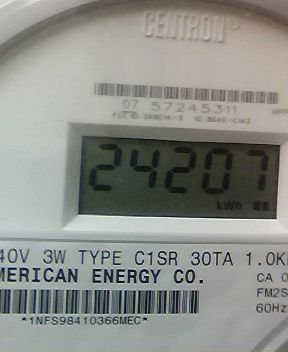 CENTRON®
07 57245311
24207
kWh
40V 3W TYPE C1SR 30TA 1.0K
MERICAN ENERGY CO.
CA 0
FM2S
60Hz
*1NFS98410366MEC*